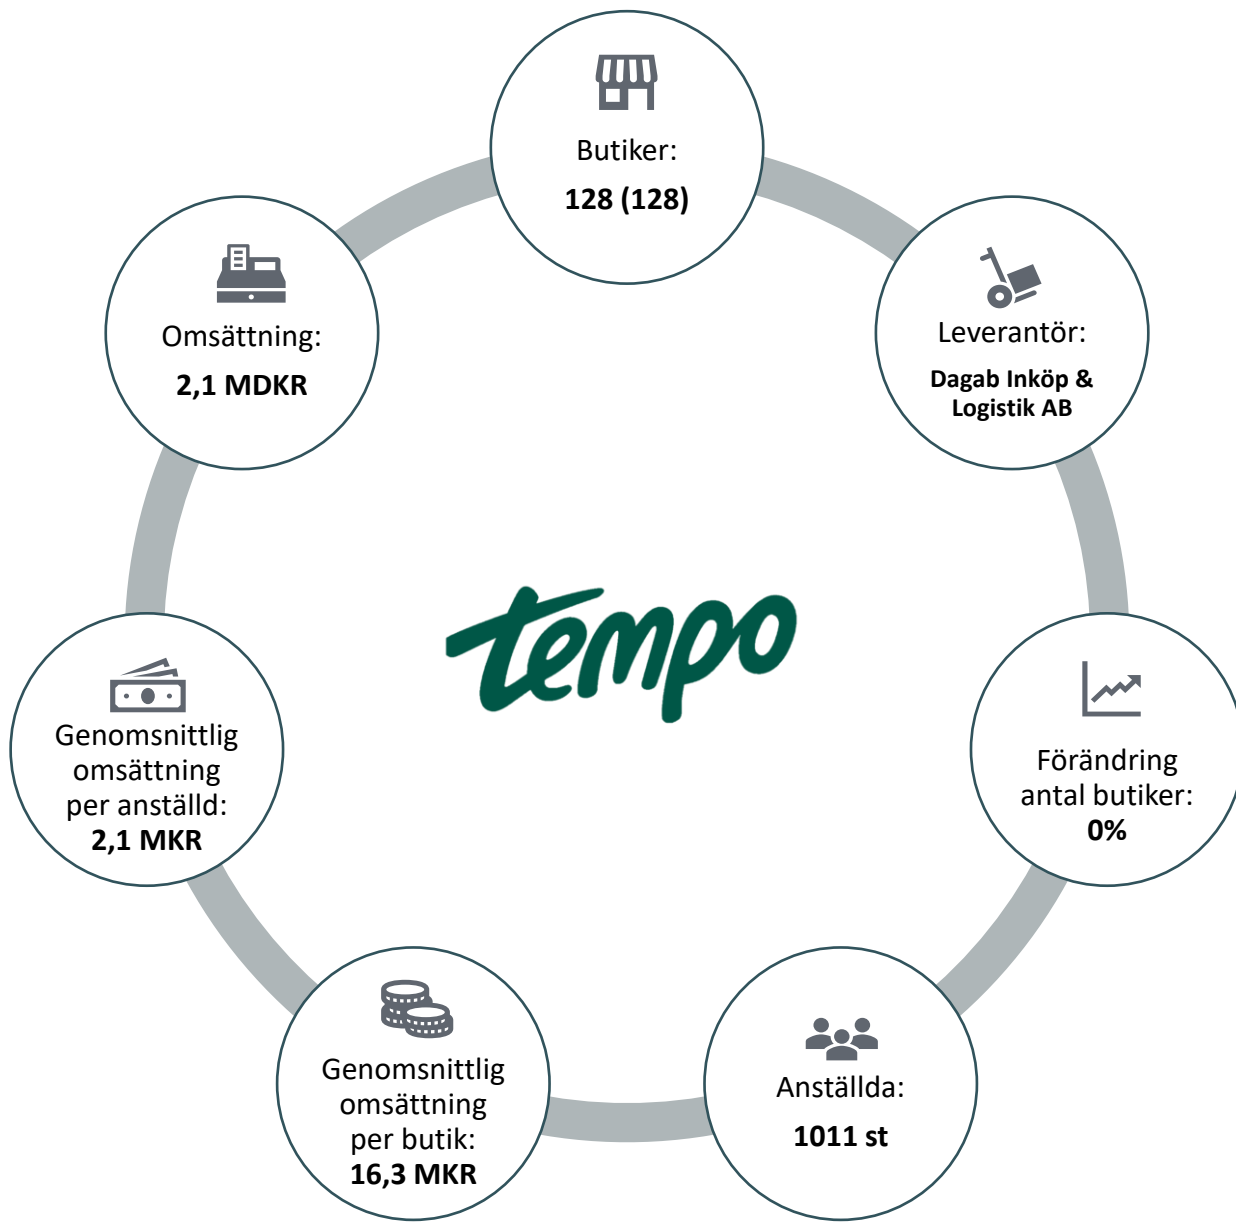 Butiker:
128 (128)
Leverantör:
Dagab Inköp &
Logistik AB
Förändring
antal butiker:
0%
Anställda:
1011 st
Genomsnittlig
omsättning
per butik:
16,3 MKR
Genomsnittlig
omsättning
per anställd:
2,1 MKR
Omsättning:
2,1 MDKR
tempo